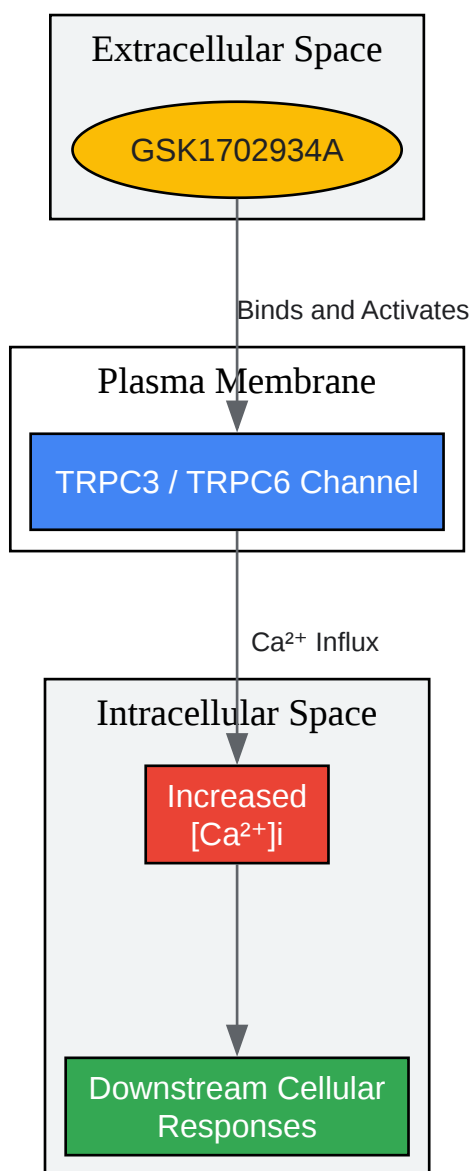 Extracellular Space
GSK1702934A
Binds and Activates
Plasma Membrane
TRPC3 / TRPC6 Channel
Ca²⁺ Influx
Intracellular Space
Increased
[Ca²⁺]i
Downstream Cellular
Responses